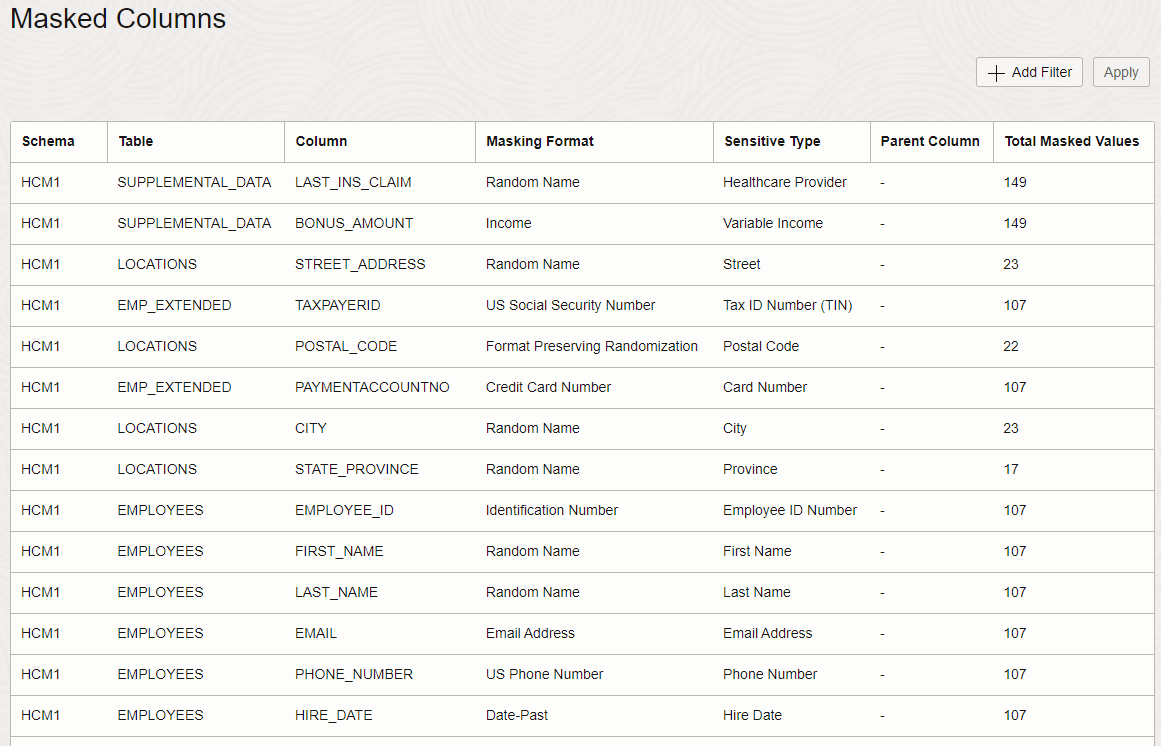 Masked Columns
Add Filter Apply
Schema Table Column Masking Format Sensitive Type Parent Column Total Masked Values
HCM1 SUPPLEMENTAL_DATA LAST_INS_CLAIM Random Name Healthcare Provider - 149
HCM1 SUPPLEMENTAL_DATA BONUS_AMOUNT Income Variable Income - 149
HCM1 LOCATIONS STREET_ADDRESS Random Name Street - 23
HCM1 EMP_EXTENDED TAXPAYERID US Social Security Number Tax ID Number (TIN) - 107
HCM1 LOCATIONS POSTAL_CODE Format Preserving Randomization Postal Code - 22
HCM1 EMP_EXTENDED PAYMENTACCOUNTNO Credit Card Number Card Number - 107
HCM1 LOCATIONS CITY Random Name City - 23
HCM1 LOCATIONS STATE_PROVINCE Random Name Province - 17
HCM1 EMPLOYEES EMPLOYEE_ID Identification Number Employee ID Number - 107
HCM1 EMPLOYEES FIRST_NAME Random Name First Name - 107
HCM1 EMPLOYEES LAST_NAME Random Name Last Name - 107
HCM1 EMPLOYEES EMAIL Email Address Email Address - 107
HCM1 EMPLOYEES PHONE_NUMBER US Phone Number Phone Number - 107
HCM1 EMPLOYEES HIRE_DATE Date-Past Hire Date - 107